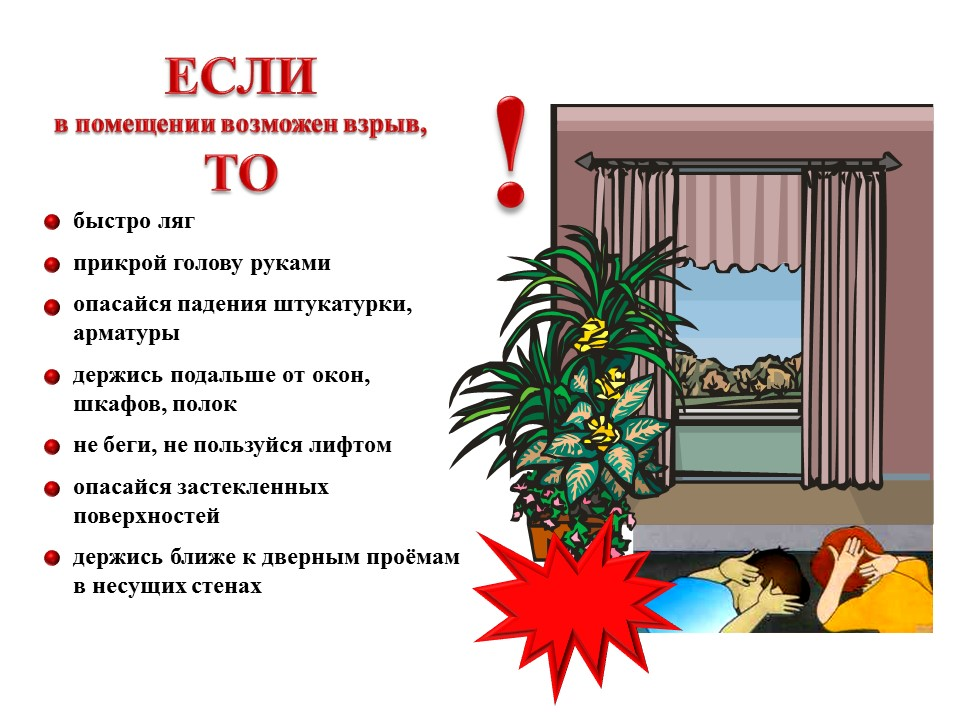 ЕСЛИ
в помещении возможен взрыв,
ТО
!
быстро ляг
прикрой голову руками
опасайся падения штукатурки,
арматуры
держись подальше от окон,
шкафов, полок
не беги, не пользуйся лифтом
опасайся застекленных
поверхностей
держись ближе к дверным проёмам
в несущих стенах